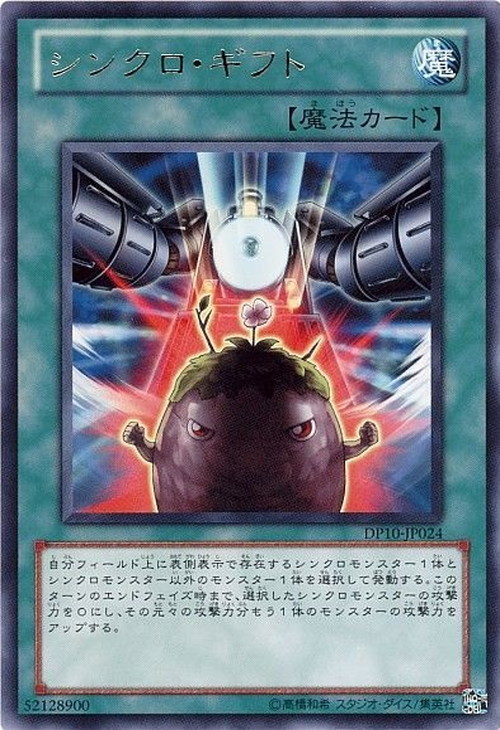 シンクロ・ギフト
魔
【魔法カード】
DP10-JP024
自分フィールド上に表側表示で存在するシンクロモンスター1体と
シンクロモンスター以外のモンスター1体を選択して発動する。この
ターンのエンドフェイズ時まで、選択したシンクロモンスターの攻撃
力を0にし、その元々の攻撃力分もう1体のモンスターの攻撃力を
アップする。
52128900
©高橋和希 スタジオ・ダイス/集英社